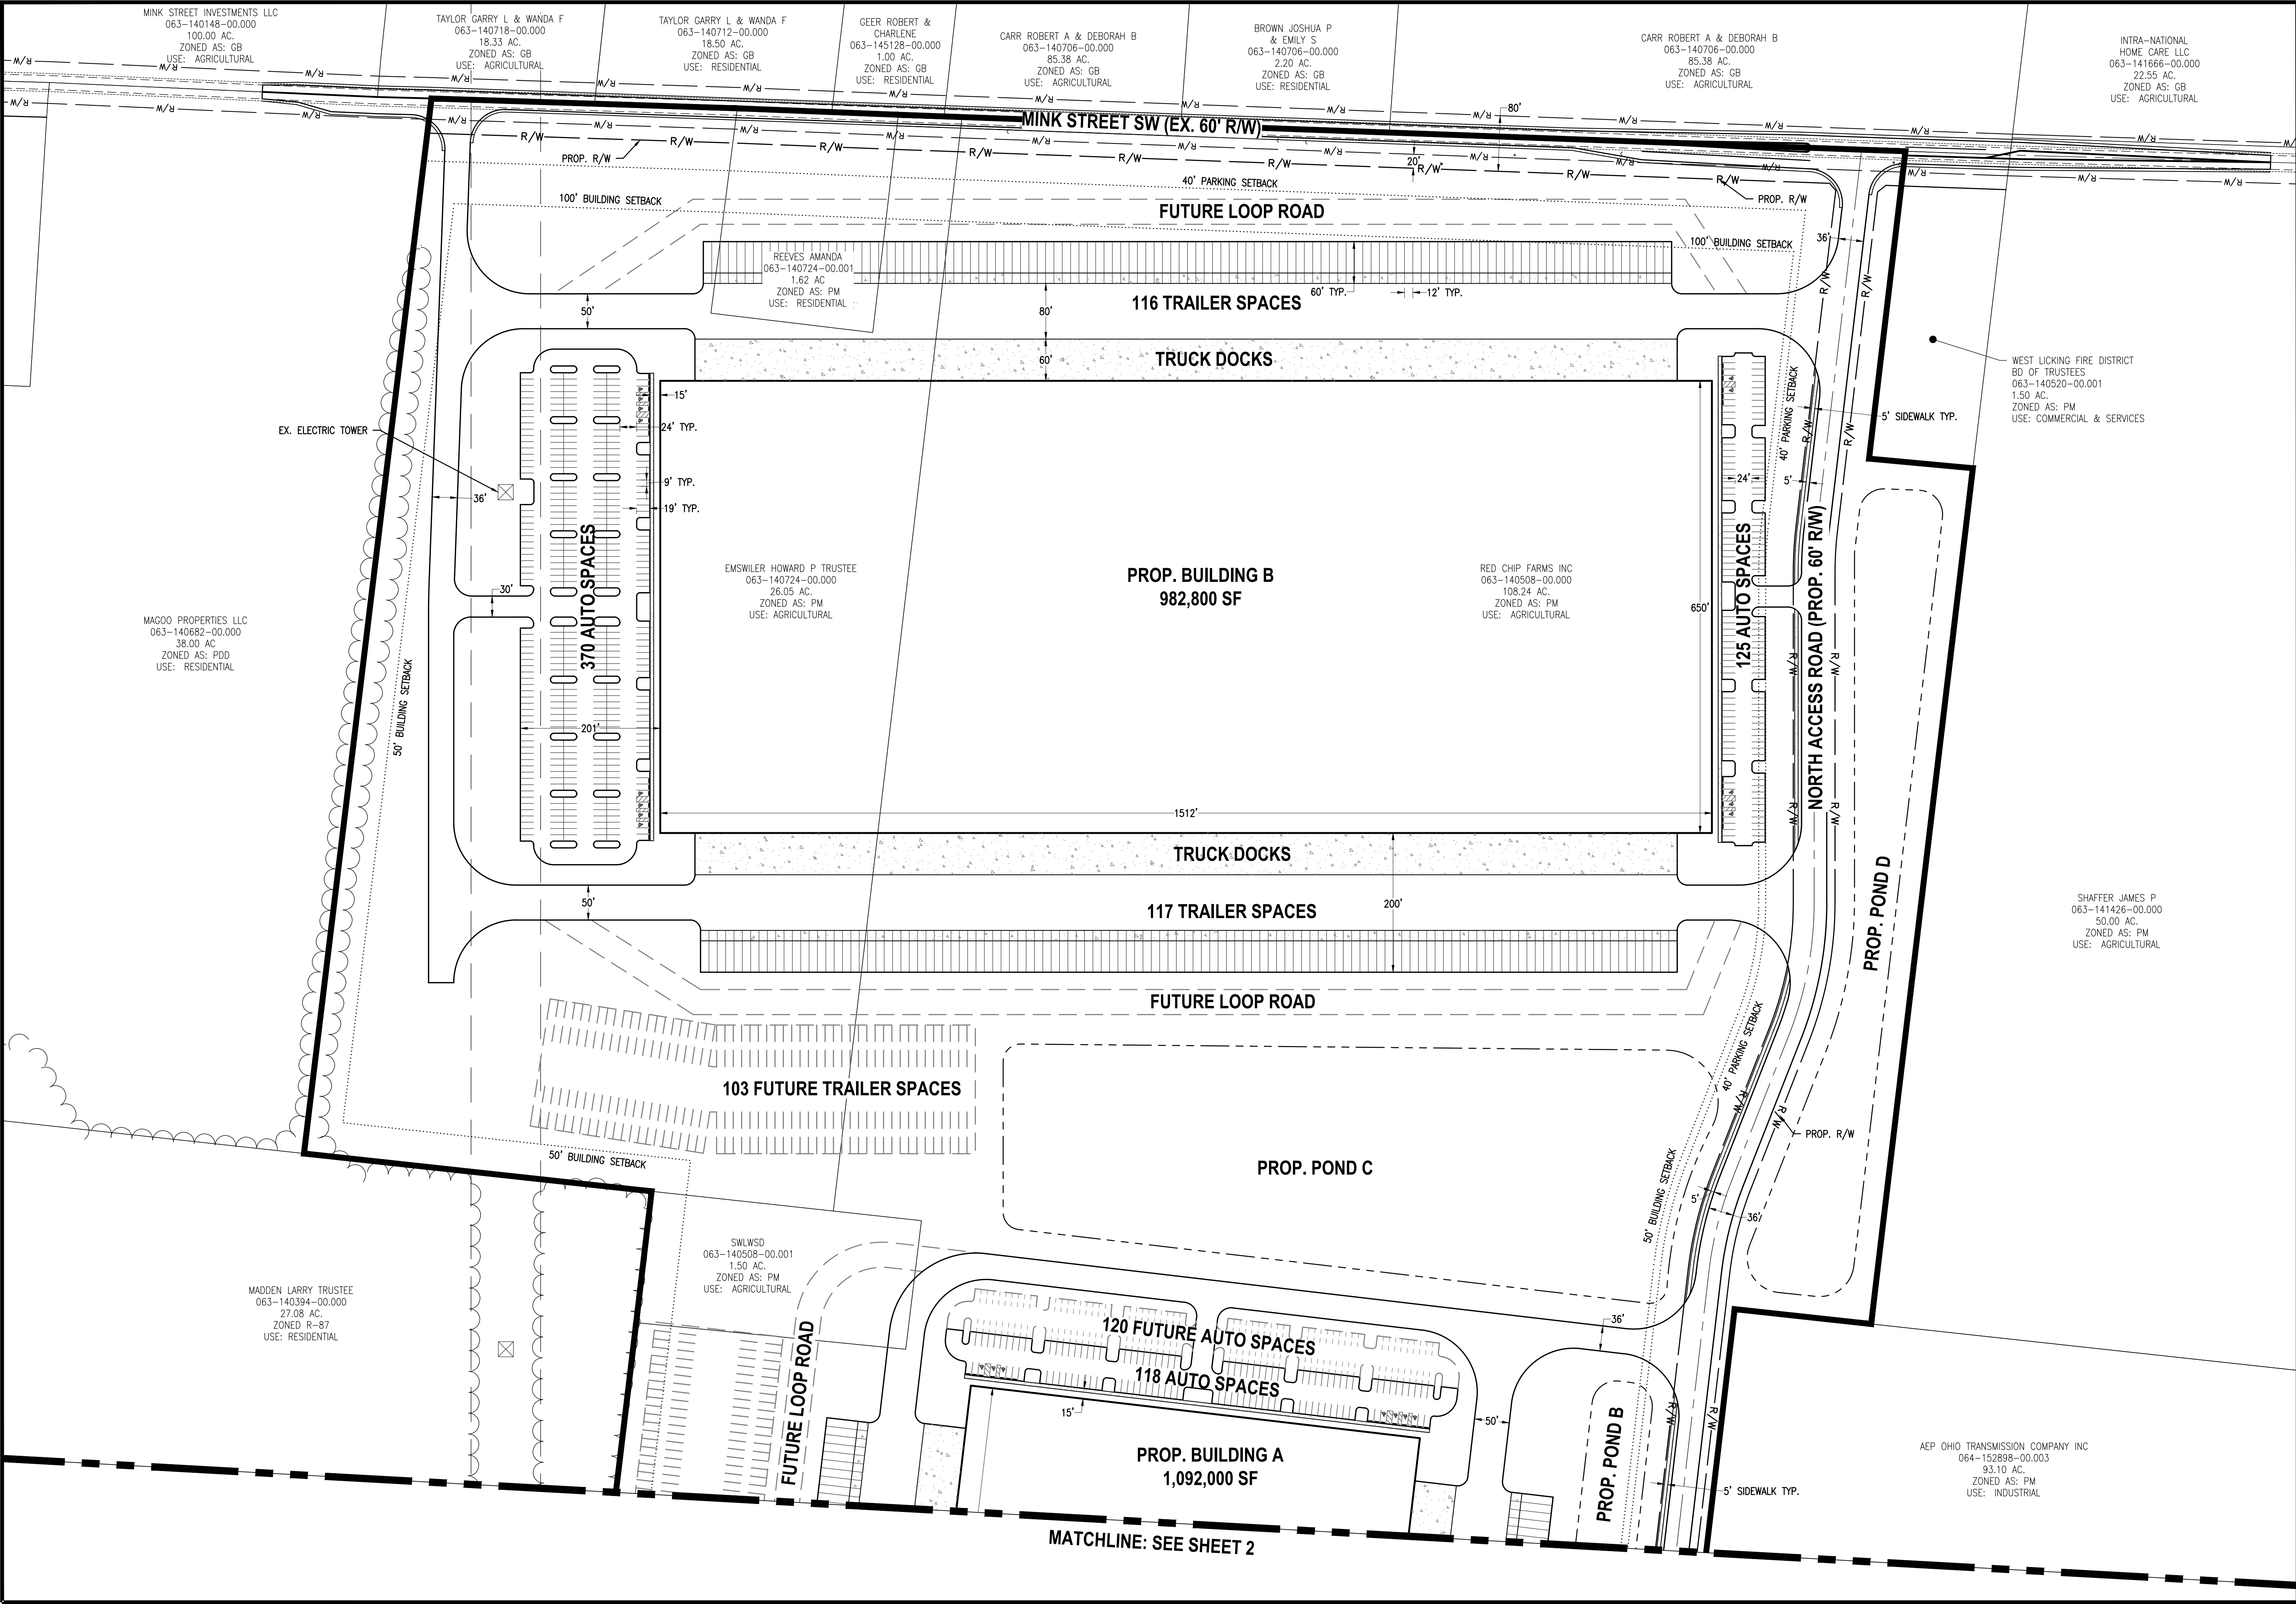 MINK STREET INVESTMENTS LLC
063-140148-00.000
100.00 AC.
ZONED AS: GB
USE: AGRICULTURAL
TAYLOR GARRY L & WANDA F
063-140718-00.000
18.33 AC.
ZONED AS: GB
USE: AGRICULTURAL
TAYLOR GARRY L & WANDA F
063-140712-00.000
18.50 AC.
ZONED AS: GB
USE: RESIDENTIAL
GEER ROBERT &
CHARLENE
063-145128-00.000
1.00 AC.
ZONED AS: GB
USE: RESIDENTIAL
CARR ROBERT A & DEBORAH B
063-140706-00.000
85.38 AC.
ZONED AS: GB
USE: AGRICULTURAL
BROWN JOSHUA P
& EMILY S
063-140706-00.000
2.20 AC.
ZONED AS: GB
USE: RESIDENTIAL
CARR ROBERT A & DEBORAH B
063-140706-00.000
85.38 AC.
ZONED AS: GB
USE: AGRICULTURAL
INTRA-NATIONAL
HOME CARE LLC
063-141666-00.000
22.55 AC.
ZONED AS: GB
USE: AGRICULTURAL
MINK STREET SW (EX. 60' R/W)
80'
20'
R/W
PROP. R/W
PROP. R/W
40' PARKING SETBACK
100' BUILDING SETBACK
100' BUILDING SETBACK
FUTURE LOOP ROAD
36'
REEVES AMANDA
063-140724-00.001
1.62 AC
ZONED AS: PM
USE: RESIDENTIAL
60' TYP.
12' TYP.
116 TRAILER SPACES
50'
80'
60'
TRUCK DOCKS
WEST LICKING FIRE DISTRICT
BD OF TRUSTEES
063-140520-00.001
1.50 AC.
ZONED AS: PM
USE: COMMERCIAL & SERVICES
5' SIDEWALK TYP.
40' PARKING SETBACK
EX. ELECTRIC TOWER
15'
24' TYP.
9' TYP.
19' TYP.
36'
30'
24'
5'
370 AUTO SPACES
125 AUTO SPACES
NORTH ACCESS ROAD (PROP. 60' R/W)
EMSWILER HOWARD P TRUSTEE
063-140724-00.000
26.05 AC.
ZONED AS: PM
USE: AGRICULTURAL
PROP. BUILDING B
982,800 SF
RED CHIP FARMS INC
063-140508-00.000
108.24 AC.
ZONED AS: PM
USE: AGRICULTURAL
650'
MAGOO PROPERTIES LLC
063-140682-00.000
38.00 AC
ZONED AS: PDD
USE: RESIDENTIAL
50' BUILDING SETBACK
201'
1512'
TRUCK DOCKS
50'
117 TRAILER SPACES
200'
PROP. POND D
SHAFFER JAMES P
063-141426-00.000
50.00 AC.
ZONED AS: PM
USE: AGRICULTURAL
FUTURE LOOP ROAD
103 FUTURE TRAILER SPACES
40' PARKING SETBACK
PROP. R/W
50' BUILDING SETBACK
PROP. POND C
50' BUILDING SETBACK
5'
36'
SWLWSD
063-140508-00.001
1.50 AC.
ZONED AS: PM
USE: AGRICULTURAL
MADDEN LARRY TRUSTEE
063-140394-00.000
27.08 AC.
ZONED R-87
USE: RESIDENTIAL
FUTURE LOOP ROAD
120 FUTURE AUTO SPACES
118 AUTO SPACES
36'
15'
50'
PROP. BUILDING A
1,092,000 SF
PROP. POND B
5' SIDEWALK TYP.
AEP OHIO TRANSMISSION COMPANY INC
064-152898-00.003
93.10 AC.
ZONED AS: PM
USE: INDUSTRIAL
MATCHLINE: SEE SHEET 2